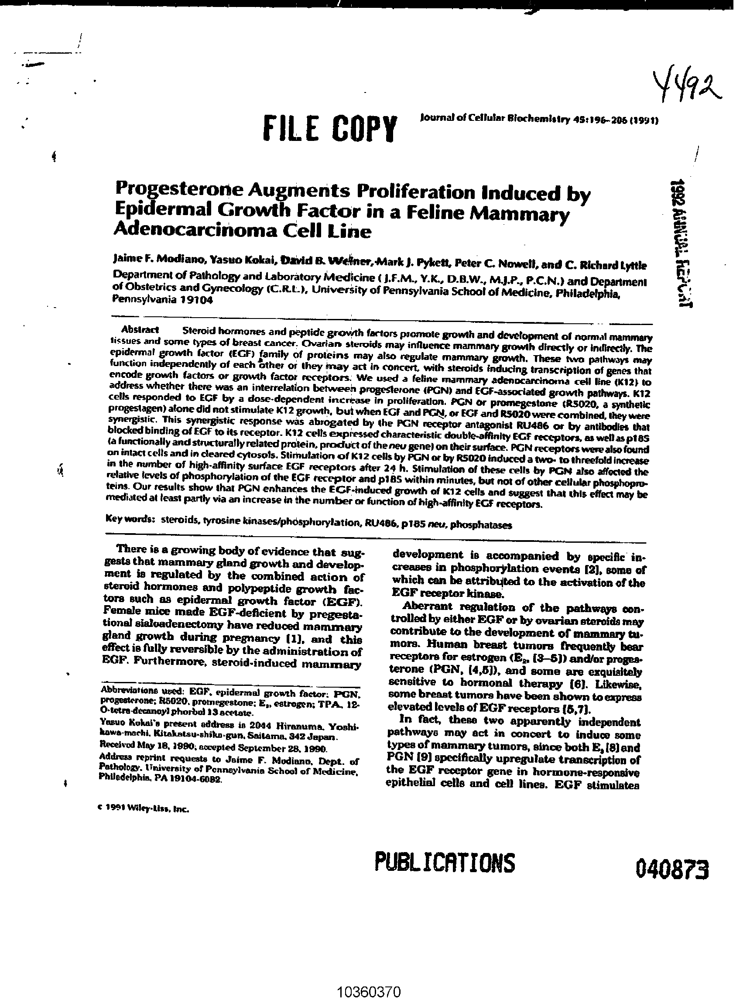 4492
FILE COPY
Journal of Cellular Biochemistry 45:196-206 (1991)
1992 ANNUAL REPORT
Progesterone Augments Proliferation Induced by
Epidermal Growth Factor in a Feline Mammary
Adenocarcinoma Cell Line
Jaime F. Modiano, Yasuo Kokai, David B. Weiner, Mark J. Pykett, Peter C. Nowell, and C. Richard Lyttle
Department of Pathology and Laboratory Medicine (J.F.M., Y.K., D.B.W., M.J.P., P.C.N.) and Department
of Obstetrics and Gynecology (C.R.L.), University of Pennsylvania School of Medicine, Philadelphia,
Pennsylvania 19104
Abstract Steroid hormones and peptide growth factors promote growth and development of normal mammary
tissues and some types of breast cancer. Ovarian steroids may influence mammary growth directly or indirectly. The
epidermal growth factor (EGF) family of proteins may also regulate mammary growth. These two pathways may
function independently of each other or they may act in concert, with steroids inducing transcription of genes that
encode growth factors or growth factor receptors. We used a feline mammary adenocarcinoma cell line (K12) to
address whether there was an interrelation between progesterone (PGN) and EGF-associated growth pathways. K12
cells responded to EGF by a dose-dependent increase in proliferation. PGN or promegestone (R5020, a synthetic
progestagen) alone did not stimulate K12 growth, but when EGF and PGN, or EGF and R5020 were combined, they were
synergistic. This synergistic response was abrogated by the PGN receptor antagonist RU486 or by antibodies that
blocked binding of EGF to its receptor. K12 cells expressed characteristic double-affinity EGF receptors, as well as p185
(a functionally and structurally related protein, product of the neu gene) on their surface. PGN receptors were also found
on intact cells and in cleared cytosols. Stimulation of K12 cells by PGN or by R5020 induced a two- to threefold increase
in the number of high-affinity surface EGF receptors after 24 h. Stimulation of these cells by PGN also affected the
relative levels of phosphorylation of the EGF receptor and p185 within minutes, but not of other cellular phosphopro-
teins. Our results show that PGN enhances the EGF-induced growth of K12 cells and suggest that this effect may be
mediated at least partly via an increase in the number or function of high-affinity EGF receptors.
Key words: steroids, tyrosine kinases/phosphorylation, RU486, p185 neu, phosphatases
There is a growing body of evidence that sug-
gests that mammary gland growth and develop-
ment is regulated by the combined action of
steroid hormones and polypeptide growth fac-
tors such as epidermal growth factor (EGF).
Female mice made EGF-deficient by pregesta-
tional sialoadenectomy have reduced mammary
gland growth during pregnancy [1], and this
effect is fully reversible by the administration of
EGF. Furthermore, steroid-induced mammary
Abbreviations used: EGF, epidermal growth factor; PGN,
progesterone; R5020, promegestone; E₂, estrogen; TPA, 12-
O-tetra-decanoyl phorbol 13 acetate.
Yasuo Kokai's present address is 2044 Hiranuma, Yoshi-
kawa-machi, Kitakatsu-shika-gun, Saitama, 342 Japan.
Received May 18, 1990; accepted September 28, 1990.
Address reprint requests to Jaime F. Modiano, Dept. of
Pathology, University of Pennsylvania School of Medicine,
Philadelphia, PA 19104-6082.
© 1991 Wiley-Liss, Inc.
development is accompanied by specific in-
creases in phosphorylation events [2], some of
which can be attributed to the activation of the
EGF receptor kinase.
Aberrant regulation of the pathways con-
trolled by either EGF or by ovarian steroids may
contribute to the development of mammary tu-
mors. Human breast tumors frequently bear
receptors for estrogen (E₂, [3-5]) and/or proges-
terone (PGN, [4,5]), and some are exquisitely
sensitive to hormonal therapy [6]. Likewise,
some breast tumors have been shown to express
elevated levels of EGF receptors [5,7].
In fact, these two apparently independent
pathways may act in concert to induce some
types of mammary tumors, since both E₂ [8] and
PGN [9] specifically upregulate transcription of
the EGF receptor gene in hormone-responsive
epithelial cells and cell lines. EGF stimulates
PUBLICATIONS
040873
10360370